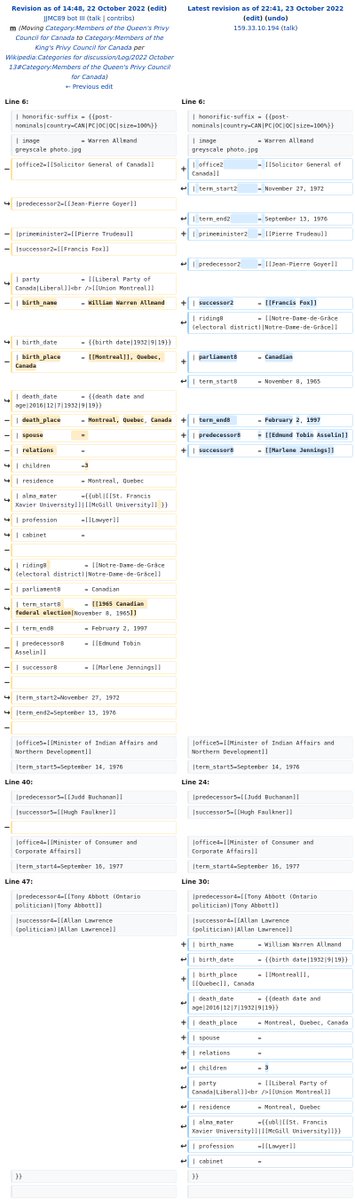 Revision as of 14:48, 22 October 2022 (edit)
JJMC89 bot III (talk | contribs)
m (Moving Category:Members of the Queen's Privy
Council for Canada to Category:Members of the
King's Privy Council for Canada per
Wikipedia:Categories for discussion/Log/2022 October
13#Category:Members of the Queen's Privy Council
for Canada)
← Previous edit
Line 6:
| honorific-suffix = {{post-
nominals|country=CAN|PC|OC|QC|size=100%}}
| image = Warren Allmand
greyscale photo.jpg
|office2=[[Solicitor General of Canada]]
|predecessor2=[[Jean-Pierre Goyer]]
|primeminister2=[[Pierre Trudeau]]
|successor2=[[Francis Fox]]
| party = [[Liberal Party of
Canada|Liberal]]<br />[[Union Montreal]]
| birth_name = William Warren Allmand
| birth_date = {{birth date|1932|9|19}}
| birth_place = [[Montreal]], Quebec,
Canada
| death_date = {{death date and
age|2016|12|7|1932|9|19}}
| death_place = Montreal, Quebec, Canada
| spouse =
| relations =
| children =3
| residence = Montreal, Quebec
| alma_mater ={{ubl|[[St. Francis
Xavier University]]|[[McGill University]] }}
| profession =[[Lawyer]]
| cabinet =
| riding8 = [[Notre-Dame-de-Grâce
(electoral district)|Notre-Dame-de-Grâce]]
| parliament8 = Canadian
| term_start8 = [[1965 Canadian
federal election|November 8, 1965]]
| term_end8 = February 2, 1997
| predecessor8 = [[Edmund Tobin
Asselin]]
| successor8 = [[Marlene Jennings]]
|term_start2=November 27, 1972
|term_end2=September 13, 1976
|office5=[[Minister of Indian Affairs and
Northern Development]]
|term_start5=September 14, 1976
Line 40:
|predecessor5=[[Judd Buchanan]]
|successor5=[[Hugh Faulkner]]
|office4=[[Minister of Consumer and
Corporate Affairs]]
|term_start4=September 16, 1977
Line 47:
|predecessor4=[[Tony Abbott (Ontario
politician)|Tony Abbott]]
|successor4=[[Allan Lawrence
(politician)|Allan Lawrence]]
}}
Latest revision as of 22:41, 23 October 2022
(edit) (undo)
159.33.10.194 (talk)
Line 6:
| honorific-suffix = {{post-
nominals|country=CAN|PC|OC|QC|size=100%}}
| image = Warren Allmand
greyscale photo.jpg
| office2 = [[Solicitor General of
Canada]]
| term_start2 = November 27, 1972
| term_end2 = September 13, 1976
| primeminister2 = [[Pierre Trudeau]]
| predecessor2 = [[Jean-Pierre Goyer]]
| successor2 = [[Francis Fox]]
| riding8 = [[Notre-Dame-de-Grâce
(electoral district)|Notre-Dame-de-Grâce]]
| parliament8 = Canadian
| term_start8 = November 8, 1965
| term_end8 = February 2, 1997
| predecessor8 = [[Edmund Tobin Asselin]]
| successor8 = [[Marlene Jennings]]
|office5=[[Minister of Indian Affairs and
Northern Development]]
|term_start5=September 14, 1976
Line 24:
|predecessor5=[[Judd Buchanan]]
|successor5=[[Hugh Faulkner]]
|office4=[[Minister of Consumer and
Corporate Affairs]]
|term_start4=September 16, 1977
Line 30:
|predecessor4=[[Tony Abbott (Ontario
politician)|Tony Abbott]]
|successor4=[[Allan Lawrence
(politician)|Allan Lawrence]]
| birth_name = William Warren Allmand
| birth_date = {{birth date|1932|9|19}}
| birth_place = [[Montreal]],
[[Quebec]], Canada
| death_date = {{death date and
age|2016|12|7|1932|9|19}}
| death_place = Montreal, Quebec, Canada
| spouse =
| relations =
| children = 3
| party = [[Liberal Party of
Canada|Liberal]]<br />[[Union Montreal]]
| residence = Montreal, Quebec
| alma_mater ={{ubl|[[St. Francis
Xavier University]]|[[McGill University]]}}
| profession =[[Lawyer]]
| cabinet =
}}